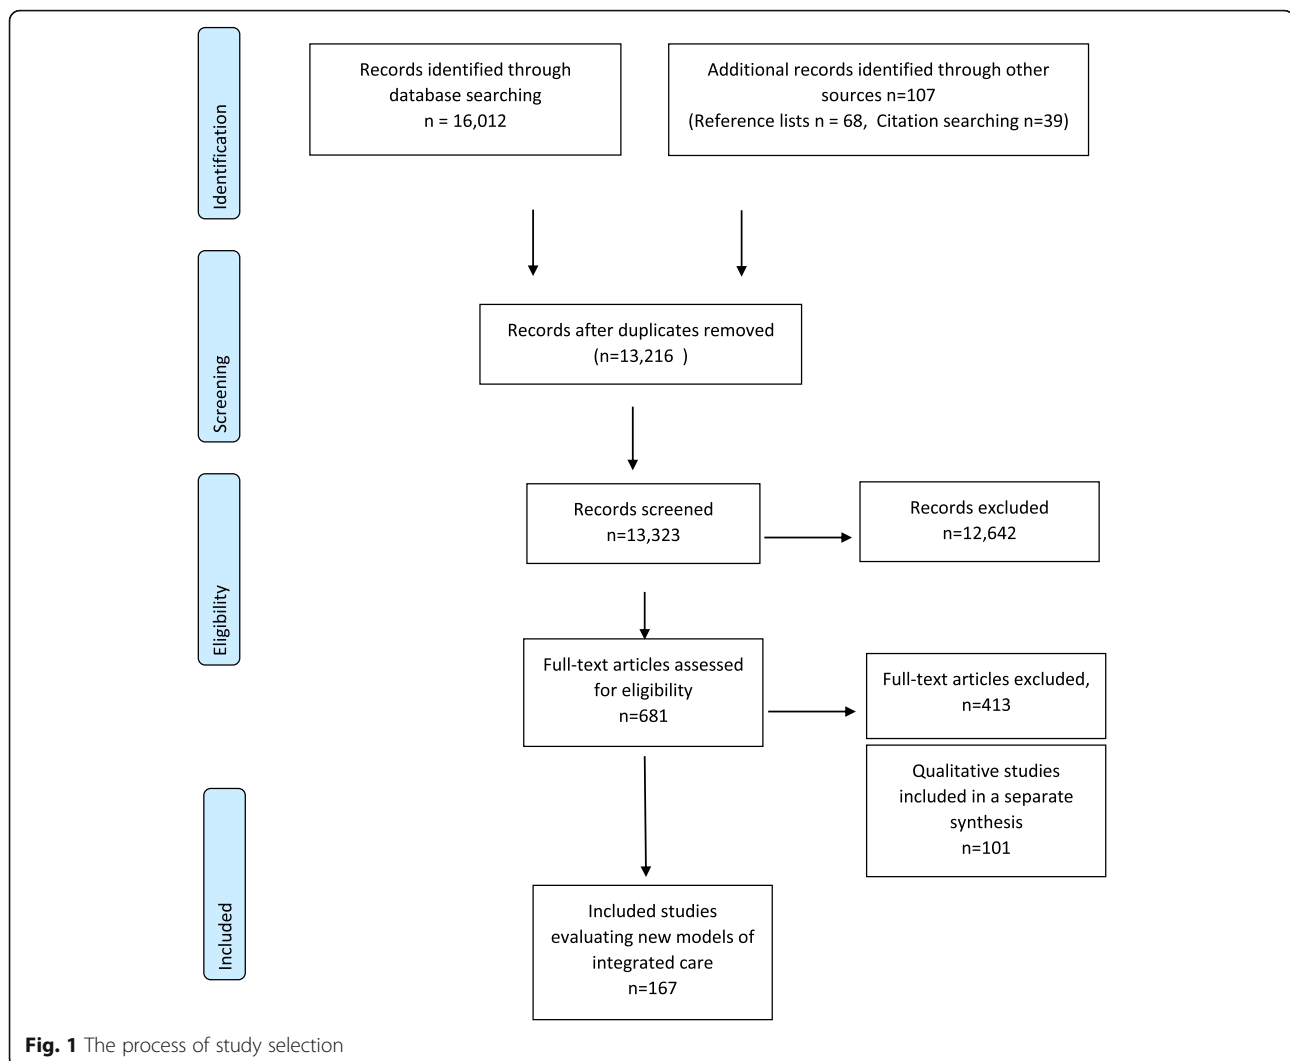 Identification
Records identified through
database searching
n = 16,012
Additional records identified through other
sources n=107
(Reference lists n = 68,  Citation searching n=39)
Screening
Records after duplicates removed
(n=13,216  )
Eligibility
Records screened
n=13,323
Records excluded
n=12,642
Full-text articles assessed
for eligibility
n=681
Full-text articles excluded,
n=413
Qualitative studies
included in a separate
synthesis
n=101
Included
Included studies
evaluating new models of
integrated care
n=167
Fig. 1 The process of study selection